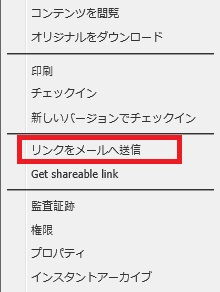 コンテンツを閲覧
オリジナルをダウンロード
印刷
チェックイン
新しいバージョンでチェックイン
リンクをメールへ送信
Get shareable link
監査証跡
権限
プロパティ
インスタントアーカイブ